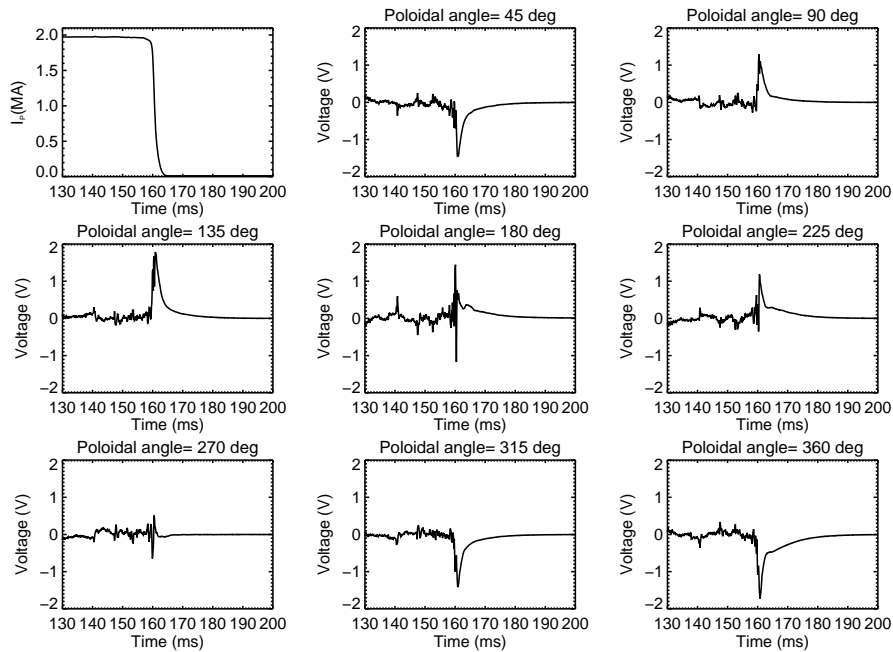 Poloidal angle= 45 deg
Poloidal angle= 90 deg
I_P(MA)
2.0
1.5
1.0
0.5
0.0
130 140 150 160 170 180 190 200
Time (ms)
Voltage (V)
2
1
0
−1
−2
130 140 150 160 170 180 190 200
Time (ms)
Voltage (V)
2
1
0
−1
−2
130 140 150 160 170 180 190 200
Time (ms)
Poloidal angle= 135 deg
Poloidal angle= 180 deg
Poloidal angle= 225 deg
Voltage (V)
2
1
0
−1
−2
130 140 150 160 170 180 190 200
Time (ms)
Voltage (V)
2
1
0
−1
−2
130 140 150 160 170 180 190 200
Time (ms)
Voltage (V)
2
1
0
−1
−2
130 140 150 160 170 180 190 200
Time (ms)
Poloidal angle= 270 deg
Poloidal angle= 315 deg
Poloidal angle= 360 deg
Voltage (V)
2
1
0
−1
−2
130 140 150 160 170 180 190 200
Time (ms)
Voltage (V)
2
1
0
−1
−2
130 140 150 160 170 180 190 200
Time (ms)
Voltage (V)
2
1
0
−1
−2
130 140 150 160 170 180 190 200
Time (ms)